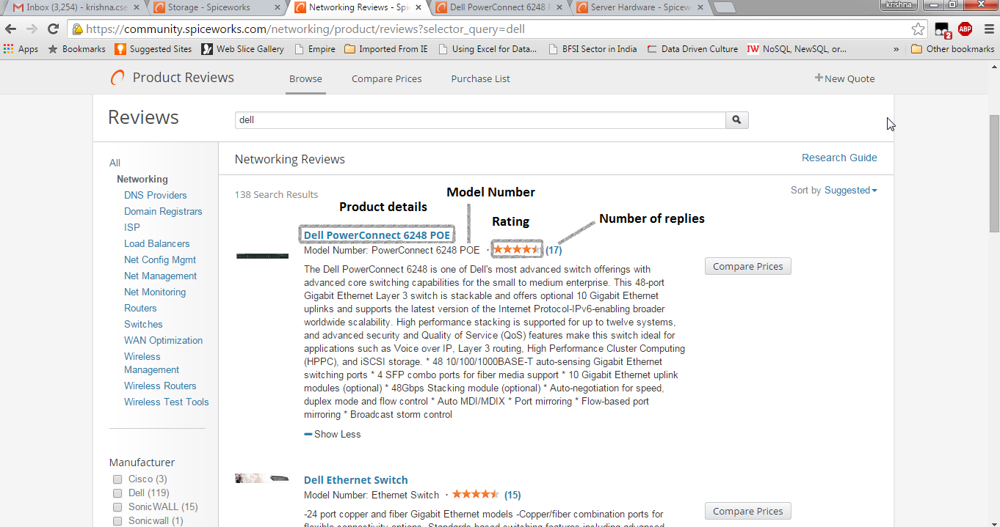 Inbox (3,254) - krishna.cse
Storage - Spiceworks
Networking Reviews - Spi
Dell PowerConnect 6248 P
Server Hardware - Spicew
krishna
https://community.spiceworks.com/networking/product/reviews?selector_query=dell
2
ABP
Apps
Bookmarks
Suggested Sites
Web Slice Gallery
Empire
Imported From IE
Using Excel for Data...
BFSI Sector in India
Data Driven Culture
IW
NoSQL, NewSQL, or...
»
Other bookmarks
Product Reviews
Browse
Compare Prices
Purchase List
+New Quote
Reviews
dell
All
Networking
DNS Providers
Domain Registrars
ISP
Load Balancers
Net Config Mgmt
Net Management
Net Monitoring
Routers
Switches
WAN Optimization
Wireless
Management
Wireless Routers
Wireless Test Tools
Manufacturer
Cisco (3)
Dell (119)
SonicWALL (15)
Sonicwall (1)
Networking Reviews
Research Guide
138 Search Results
Sort by Suggested
Model Number
Product details
Rating
Number of replies
Dell PowerConnect 6248 POE
Model Number: PowerConnect 6248 POE · (17)
Compare Prices
The Dell PowerConnect 6248 is one of Dell's most advanced switch offerings with
advanced core switching capabilities for the small to medium enterprise. This 48-port
Gigabit Ethernet Layer 3 switch is stackable and offers optional 10 Gigabit Ethernet
uplinks and supports the latest version of the Internet Protocol-IPv6-enabling broader
worldwide scalability. High performance stacking is supported for up to twelve systems,
and advanced security and Quality of Service (QoS) features make this switch ideal for
applications such as Voice over IP, Layer 3 routing, High Performance Cluster Computing
(HPPC), and iSCSI storage. * 48 10/100/1000BASE-T auto-sensing Gigabit Ethernet
switching ports * 4 SFP combo ports for fiber media support * 10 Gigabit Ethernet uplink
modules (optional) * 48Gbps Stacking module (optional) * Auto-negotiation for speed,
duplex mode and flow control * Auto MDI/MDIX * Port mirroring * Flow-based port
mirroring * Broadcast storm control
Show Less
Dell Ethernet Switch
Model Number: Ethernet Switch · (15)
Compare Prices
-24 port copper and fiber Gigabit Ethernet models -Copper/fiber combination ports for
flexible connectivity options. Standards-based switching features including advanced